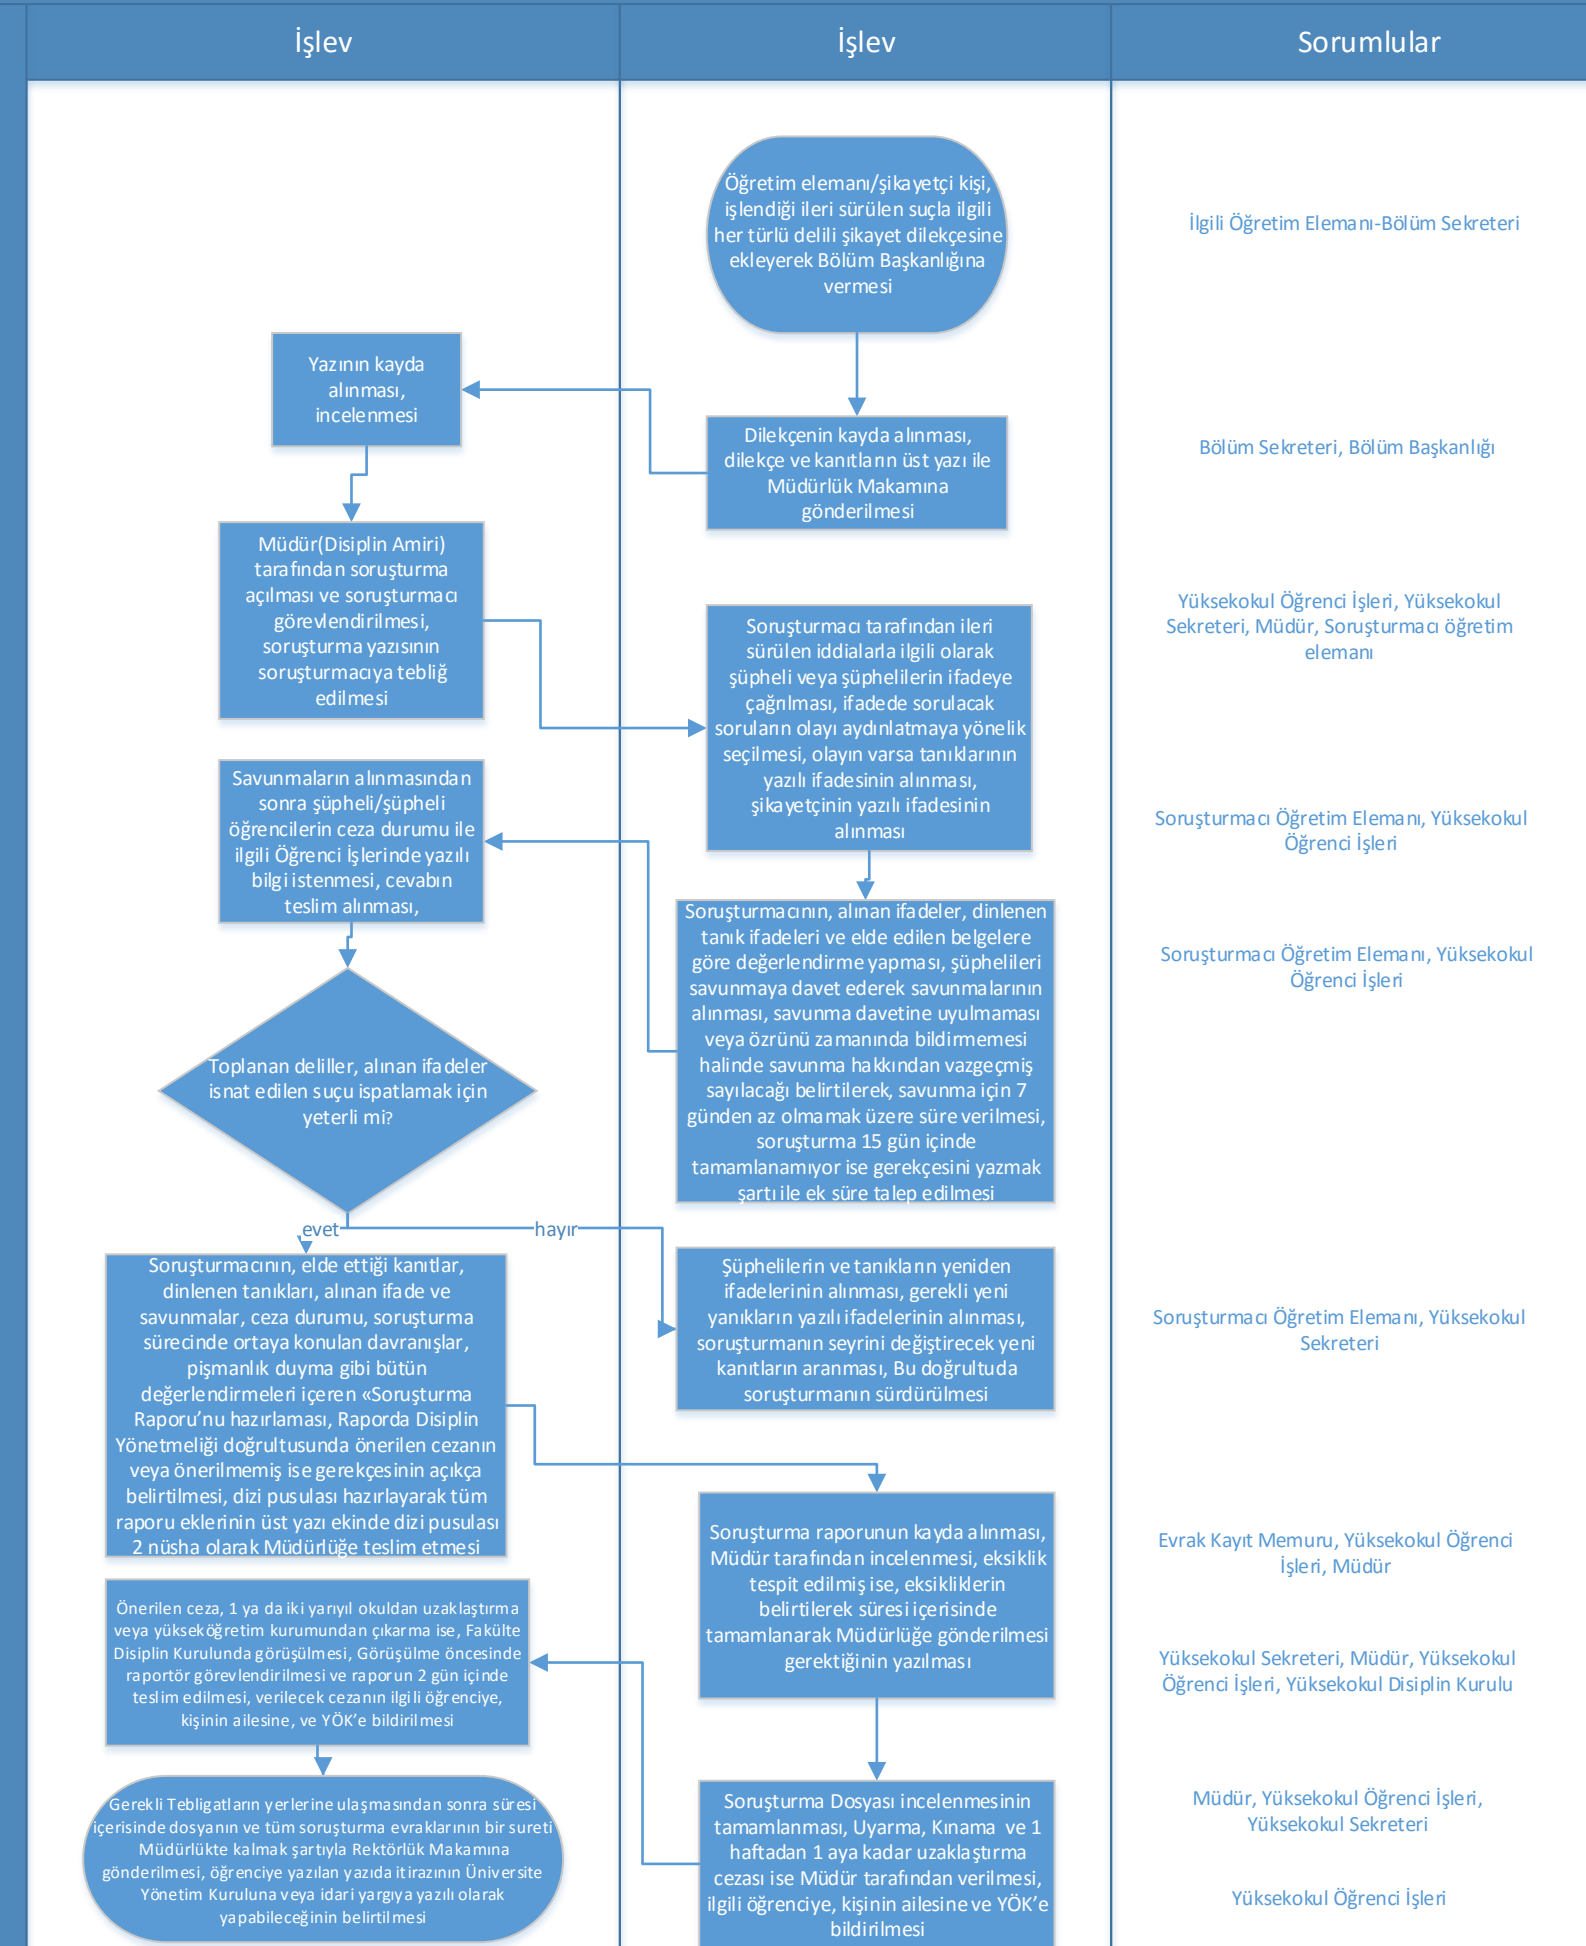 İşlev
İşlev
Sorumlular
Öğretim elemanı/şikayetçi kişi,
işlendiği ileri sürülen suçla ilgili
her türlü delili şikayet dilekçesine
ekleyerek Bölüm Başkanlığına
vermesi
İlgili Öğretim Elemanı-Bölüm Sekreteri
Dilekçenin kayda alınması,
dilekçe ve kanıtların üst yazı ile
Müdürlük Makamına
gönderilmesi
Bölüm Sekreteri, Bölüm Başkanlığı
Yazının kayda
alınması,
incelenmesi
Müdür(Disiplin Amiri)
tarafından soruşturma
açılması ve soruşturmacı
görevlendirilmesi,
soruşturma yazısının
soruşturmacıya tebliğ
edilmesi
Yüksekokul Öğrenci İşleri, Yüksekokul
Sekreteri, Müdür, Soruşturmacı öğretim
elemanı
Soruşturmacı tarafından ileri
sürülen iddialarla ilgili olarak
şüpheli veya şüphelilerin ifadeye
çağrılması, ifadede sorulacak
soruların olayı aydınlatmaya yönelik
seçilmesi, olayın varsa tanıklarının
yazılı ifadesinin alınması,
şikayetçinin yazılı ifadesinin
alınması
Soruşturmacı Öğretim Elemanı, Yüksekokul
Öğrenci İşleri
Soruşturmacının, alınan ifadeler, dinlenen
tanık ifadeleri ve elde edilen belgelere
göre değerlendirme yapması, şüphelileri
savunmaya davet ederek savunmalarının
alınması, savunma davetine uyulmaması
veya özrünü zamanında bildirmemesi
halinde savunma hakkından vazgeçmiş
sayılacağı belirtilerek, savunma için 7
günden az olmamak üzere süre verilmesi,
soruşturma 15 gün içinde
tamamlanamıyor ise gerekçesini yazmak
şartı ile ek süre talep edilmesi
Soruşturmacı Öğretim Elemanı, Yüksekokul
Öğrenci İşleri
Savunmaların alınmasından
sonra şüpheli/şüpheli
öğrencilerin ceza durumu ile
ilgili Öğrenci İşlerinde yazılı
bilgi istenmesi, cevabın
teslim alınması,
Toplanan deliller, alınan ifadeler
isnat edilen suçu ispatlamak için
yeterli mi?
evet
hayır
Şüphelilerin ve tanıkların yeniden
ifadelerinin alınması, gerekli yeni
yanıkların yazılı ifadelerinin alınması,
soruşturmanın seyrini değiştirecek yeni
kanıtların aranması, Bu doğrultuda
soruşturmanın sürdürülmesi
Soruşturmacı Öğretim Elemanı, Yüksekokul
Sekreteri
Soruşturmacının, elde ettiği kanıtlar,
dinlenen tanıkları, alınan ifade ve
savunmalar, ceza durumu, soruşturma
sürecinde ortaya konulan davranışlar,
pişmanlık duyma gibi bütün
değerlendirmeleri içeren «Soruşturma
Raporu’nu hazırlaması, Raporda Disiplin
Yönetmeliği doğrultusunda önerilen cezanın
veya önerilmemiş ise gerekçesinin açıkça
belirtilmesi, dizi pusulası hazırlayarak tüm
raporu eklerinin üst yazı ekinde dizi pusulası
2 nüsha olarak Müdürlüğe teslim etmesi
Soruşturma raporunun kayda alınması,
Müdür tarafından incelenmesi, eksiklik
tespit edilmiş ise, eksikliklerin
belirtilerek süresi içerisinde
tamamlanarak Müdürlüğe gönderilmesi
gerektiğinin yazılması
Evrak Kayıt Memuru, Yüksekokul Öğrenci
İşleri, Müdür
Önerilen ceza, 1 ya da iki yarıyıl okuldan uzaklaştırma
veya yükseköğretim kurumundan çıkarma ise, Fakülte
Disiplin Kurulunda görüşülmesi, Görüşülme öncesinde
raportör görevlendirilmesi ve raporun 2 gün içinde
teslim edilmesi, verilecek cezanın ilgili öğrenciye,
kişinin ailesine, ve YÖK’e bildirilmesi
Yüksekokul Sekreteri, Müdür, Yüksekokul
Öğrenci İşleri, Yüksekokul Disiplin Kurulu
Soruşturma Dosyası incelenmesinin
tamamlanması, Uyarma, Kınama ve 1
haftadan 1 aya kadar uzaklaştırma
cezası ise Müdür tarafından verilmesi,
ilgili öğrenciye, kişinin ailesine ve YÖK’e
bildirilmesi
Müdür, Yüksekokul Öğrenci İşleri,
Yüksekokul Sekreteri
Gerekli Tebligatların yerlerine ulaşmasından sonra süresi
içerisinde dosyanın ve tüm soruşturma evraklarının bir sureti
Müdürlükte kalmak şartıyla Rektörlük Makamına
gönderilmesi, öğrenciye yazılan yazıda itirazının Üniversite
Yönetim Kuruluna veya idari yargıya yazılı olarak
yapabileceğinin belirtilmesi
Yüksekokul Öğrenci İşleri